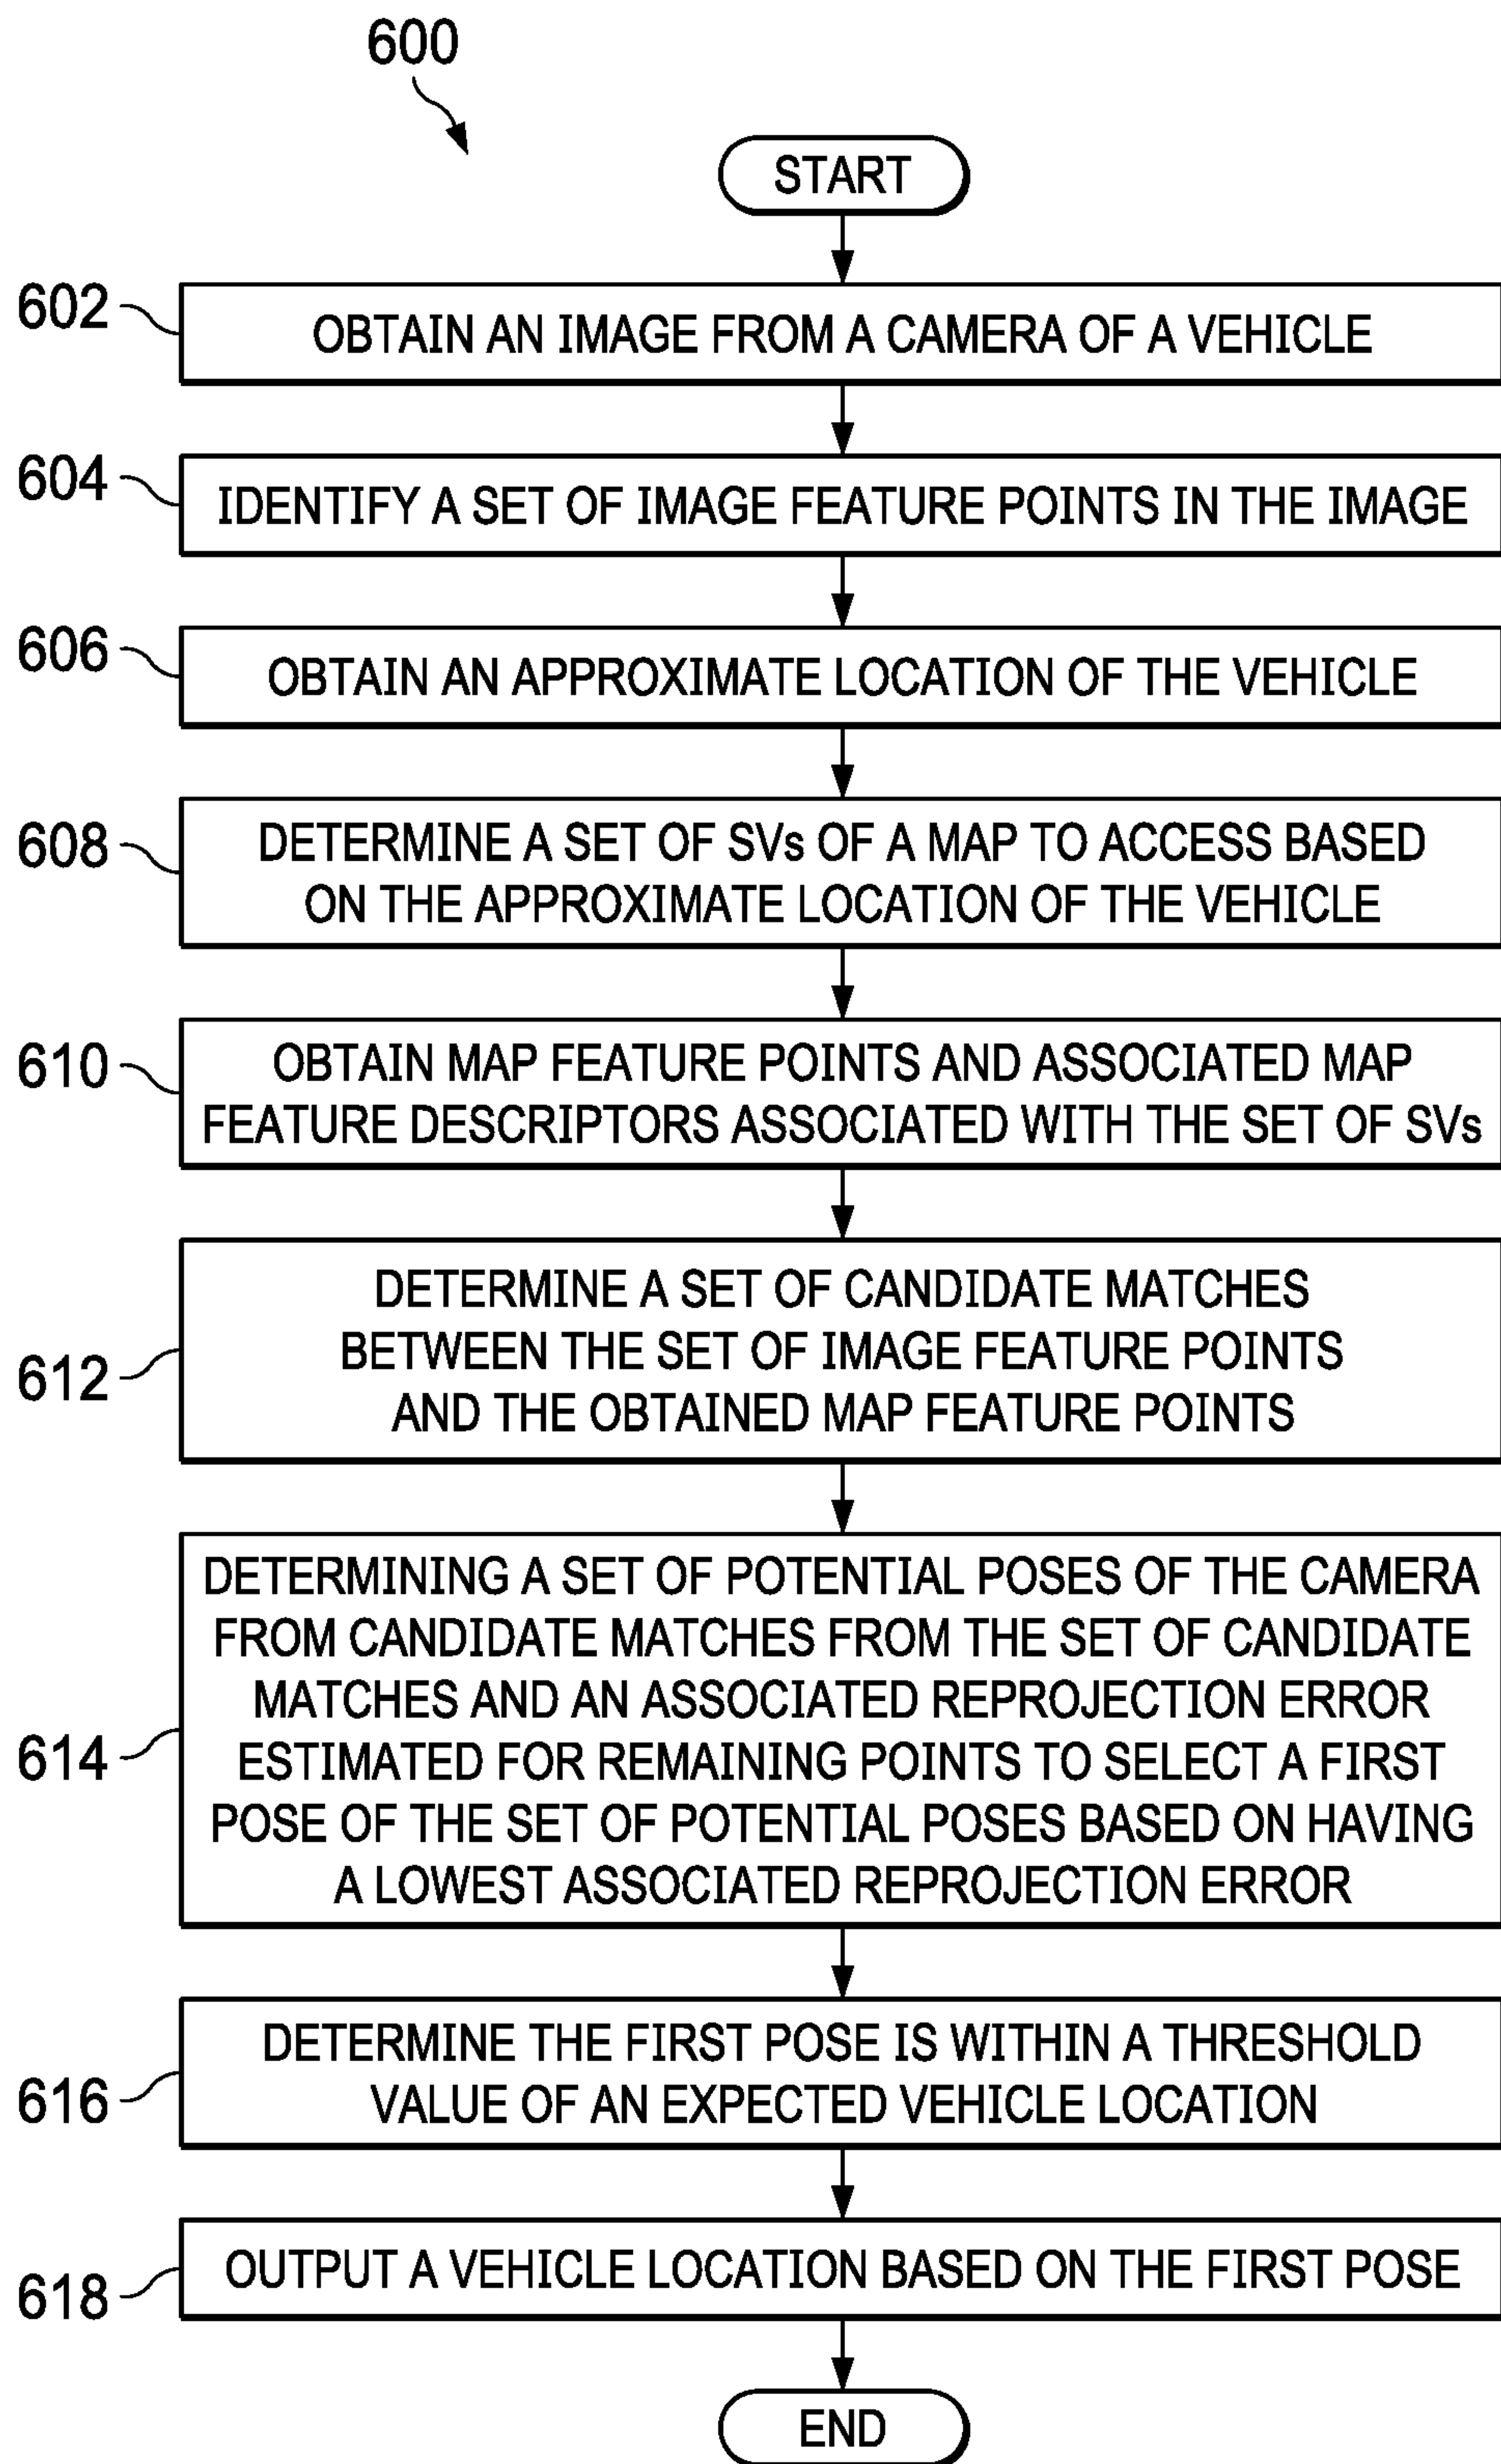 600
START
602
OBTAIN AN IMAGE FROM A CAMERA OF A VEHICLE
604
IDENTIFY A SET OF IMAGE FEATURE POINTS IN THE IMAGE
606
OBTAIN AN APPROXIMATE LOCATION OF THE VEHICLE
608
DETERMINE A SET OF SVs OF A MAP TO ACCESS BASED
ON THE APPROXIMATE LOCATION OF THE VEHICLE
610
OBTAIN MAP FEATURE POINTS AND ASSOCIATED MAP
FEATURE DESCRIPTORS ASSOCIATED WITH THE SET OF SVs
612
DETERMINE A SET OF CANDIDATE MATCHES
BETWEEN THE SET OF IMAGE FEATURE POINTS
AND THE OBTAINED MAP FEATURE POINTS
614
DETERMINING A SET OF POTENTIAL POSES OF THE CAMERA
FROM CANDIDATE MATCHES FROM THE SET OF CANDIDATE
MATCHES AND AN ASSOCIATED REPROJECTION ERROR
ESTIMATED FOR REMAINING POINTS TO SELECT A FIRST
POSE OF THE SET OF POTENTIAL POSES BASED ON HAVING
A LOWEST ASSOCIATED REPROJECTION ERROR
616
DETERMINE THE FIRST POSE IS WITHIN A THRESHOLD
VALUE OF AN EXPECTED VEHICLE LOCATION
618
OUTPUT A VEHICLE LOCATION BASED ON THE FIRST POSE
END